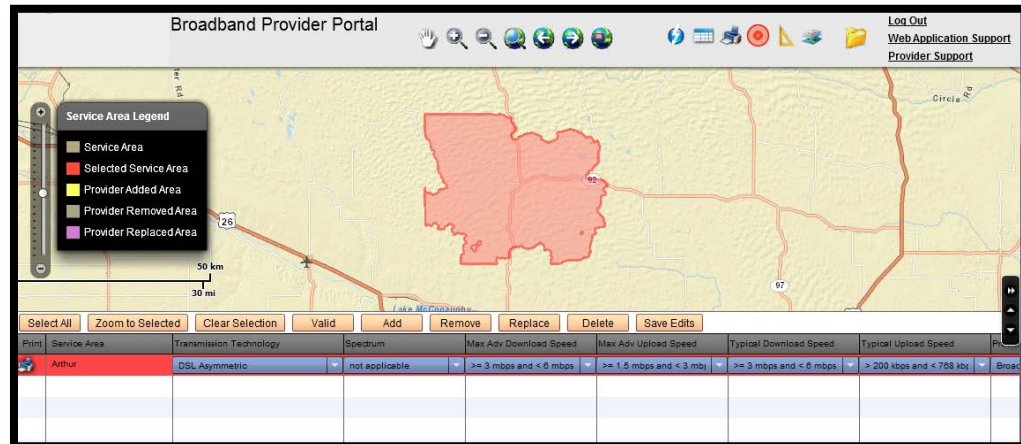 Broadband Provider Portal
Log Out
Web Application Support
Provider Support
Circle Rd
Service Area Legend
Service Area
Selected Service Area
Provider Added Area
Provider Removed Area
Provider Replaced Area
92
26
97
50 km
30 mi
Lake McConaughy
Select All Zoom to Selected Clear Selection Valid Add Remove Replace Delete Save Edits
Print Service Area Transmission Technology Spectrum Max Adv Download Speed Max Adv Upload Speed Typical Download Speed Typical Upload Speed
Arthur DSL Asymmetric not applicable >= 3 mbps and < 6 mbps >= 1.5 mbps and < 3 mb >= 3 mbps and < 6 mbps > 200 kbps and < 768 kb Broad